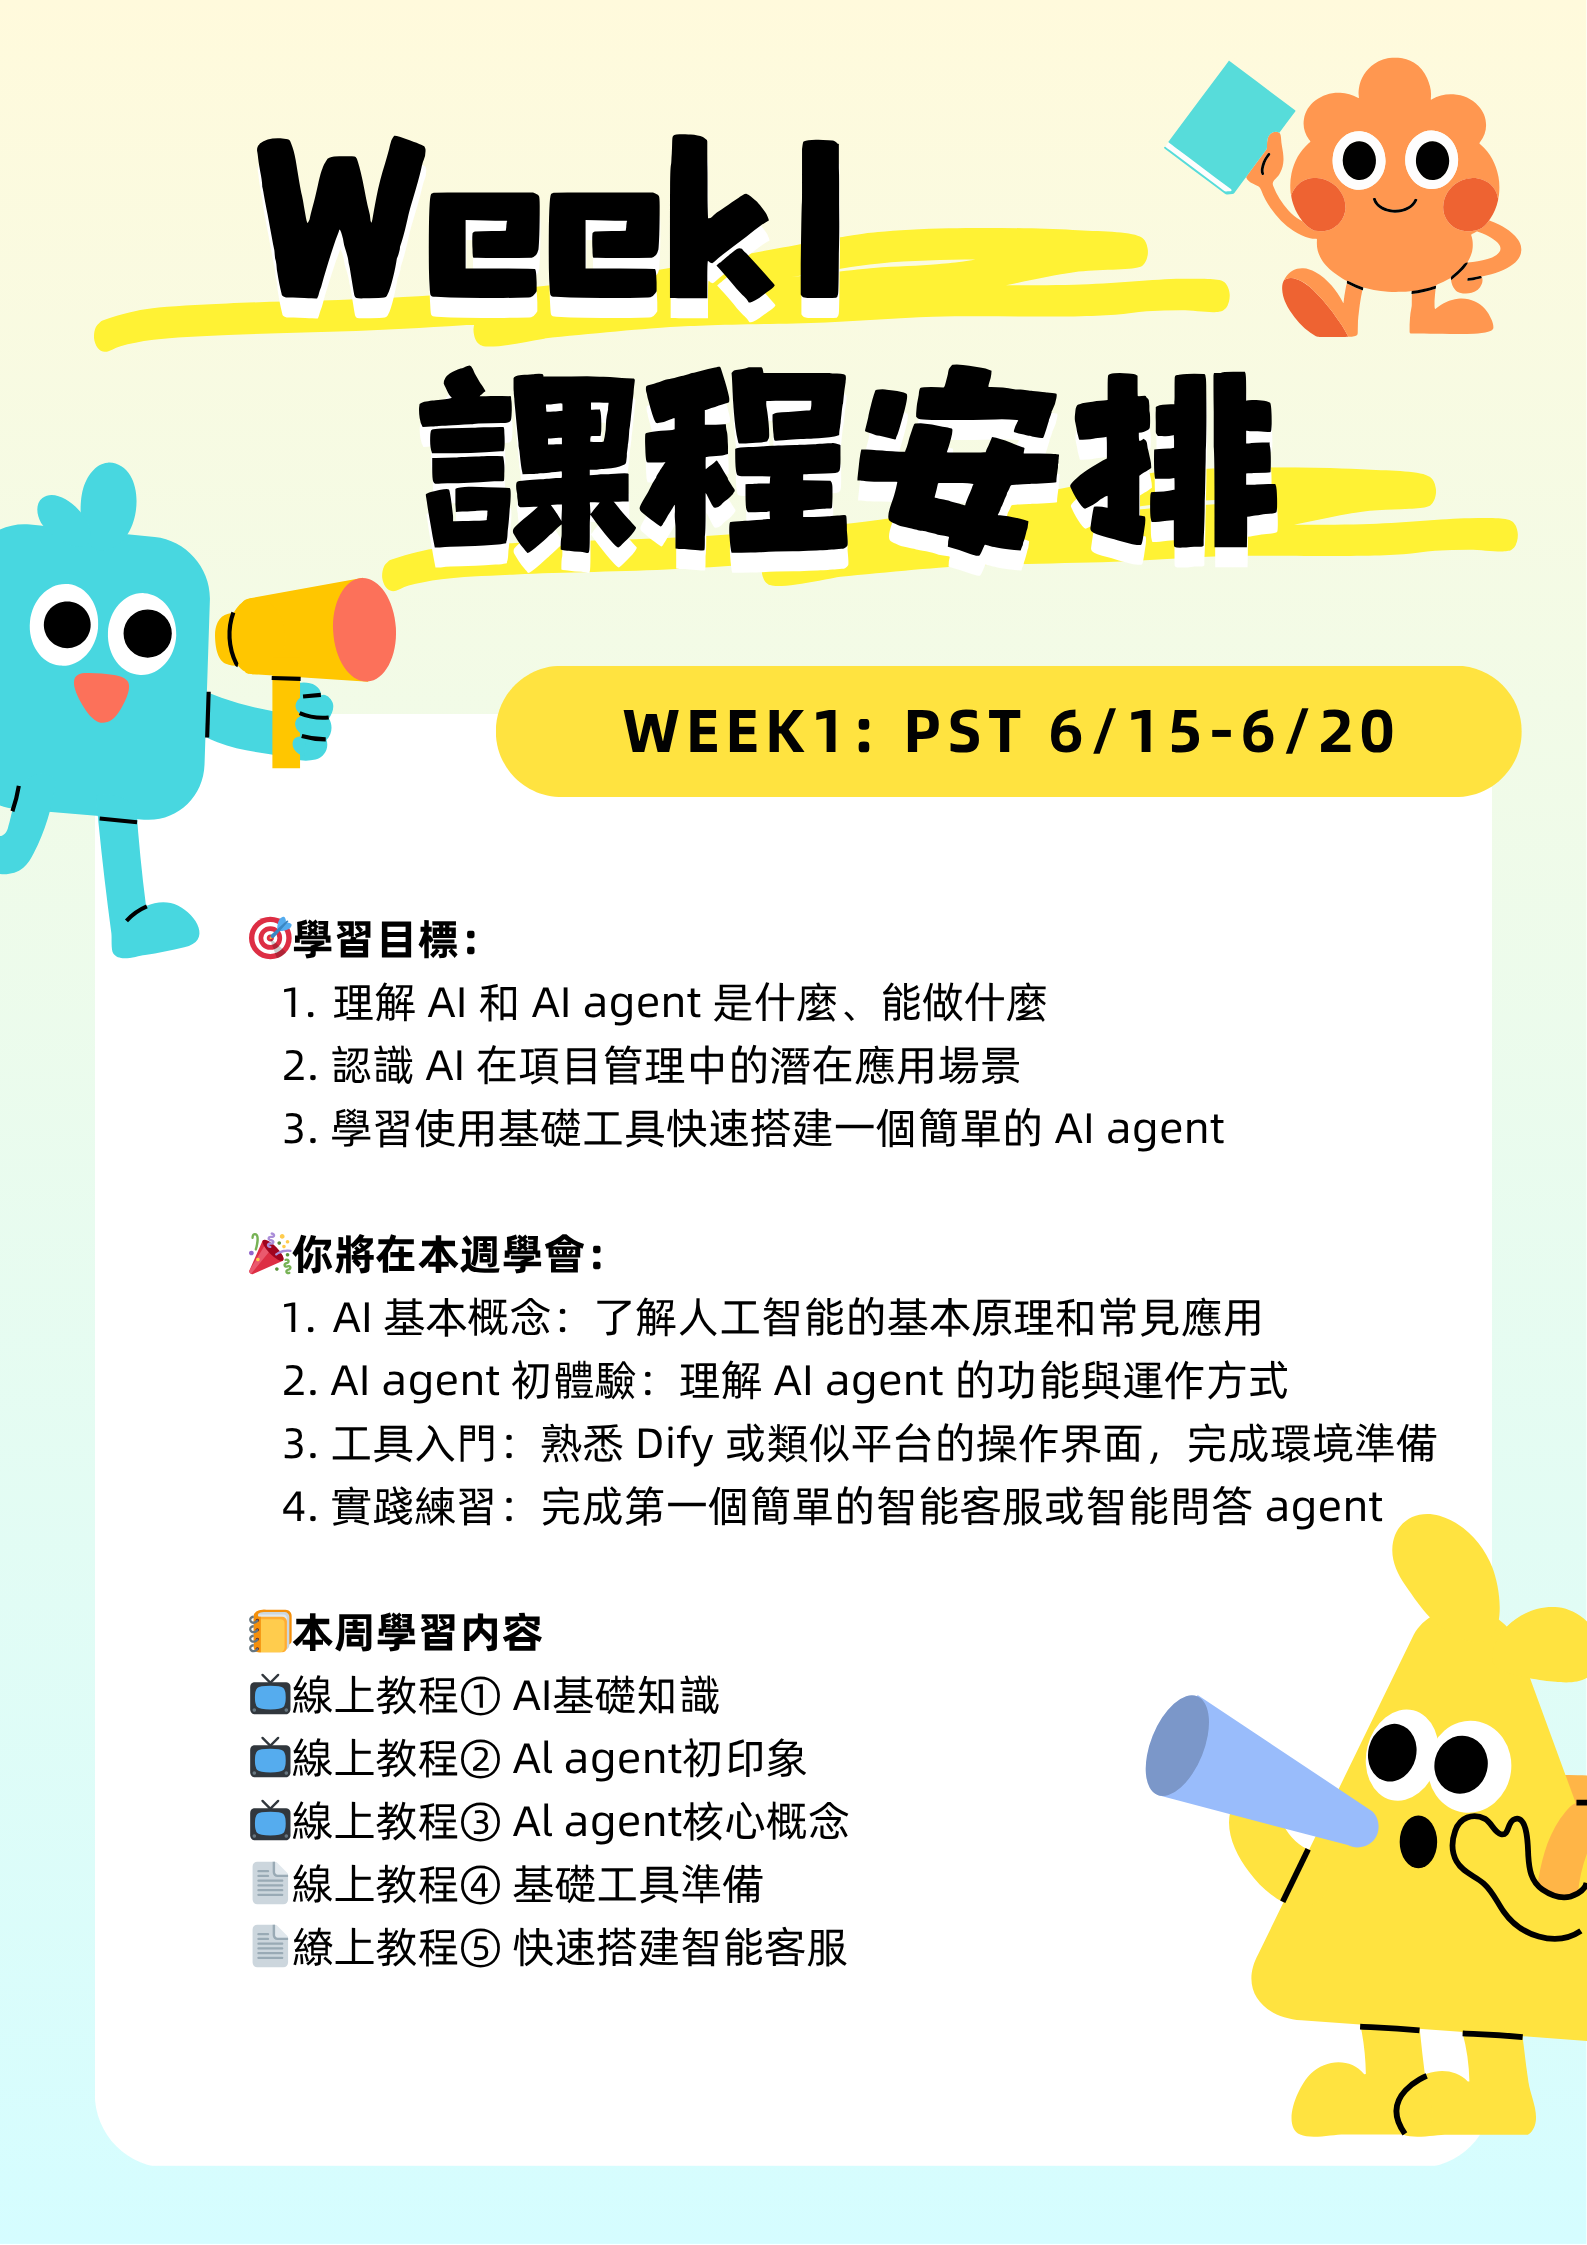 Week1
課程安排
WEEK1: PST 6/15-6/20
🎯學習目標：
1. 理解 AI 和 AI agent 是什麼、能做什麼
2. 認識 AI 在項目管理中的潛在應用場景
3. 學習使用基礎工具快速搭建一個簡單的 AI agent
🎉你將在本週學會：
1. AI 基本概念：了解人工智能的基本原理和常見應用
2. AI agent 初體驗：理解 AI agent 的功能與運作方式
3. 工具入門：熟悉 Dify 或類似平台的操作界面，完成環境準備
4. 實踐練習：完成第一個簡單的智能客服或智能問答 agent
📒本周學習内容
📺線上教程① AI基礎知識
📺線上教程② Al agent初印象
📺線上教程③ Al agent核心概念
📄線上教程④ 基礎工具準備
📄繚上教程⑤ 快速搭建智能客服